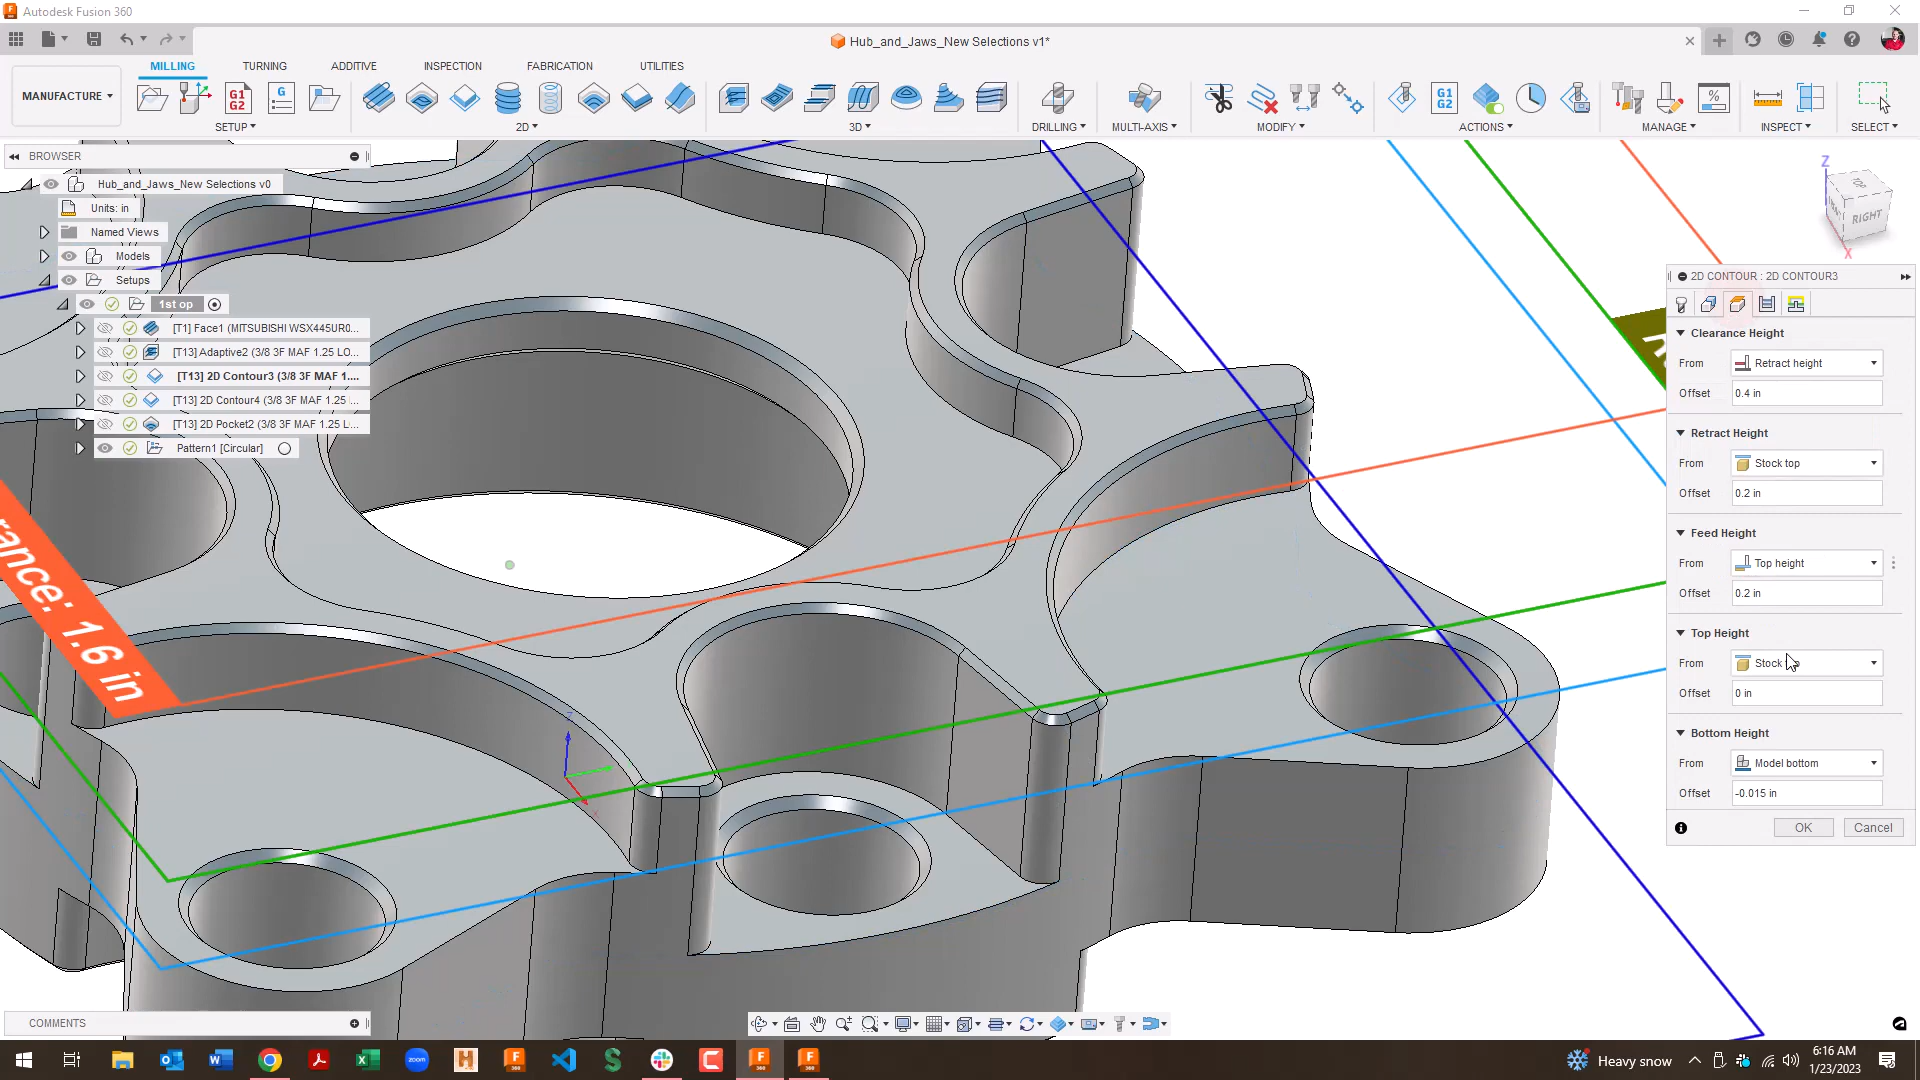 Autodesk Fusion 360
Hub_and_Jaws_New Selections v1*
MILLING
TURNING
ADDITIVE
INSPECTION
FABRICATION
UTILITIES
MANUFACTURE
G1
G2
G
G1
G2
%
SETUP
2D
3D
DRILLING
MULTI-AXIS
MODIFY
ACTIONS
MANAGE
INSPECT
SELECT
BROWSER
Hub_and_Jaws_New Selections v0
Units: in
Named Views
Models
Setups
1st op
[T1] Face1 (MITSUBISHI WSX445UR0...
[T13] Adaptive2 (3/8 3F MAF 1.25 LO...
[T13] 2D Contour3 (3/8 3F MAF 1....
[T13] 2D Contour4 (3/8 3F MAF 1.25 ...
[T13] 2D Pocket2 (3/8 3F MAF 1.25 L...
Pattern1 [Circular]
rance: 1.6 in
Z
X
Z
TOP
RIGHT
X
2D CONTOUR : 2D CONTOUR3
Clearance Height
From Retract height
Offset 0.4 in
Retract Height
From Stock top
Offset 0.2 in
Feed Height
From Top height
Offset 0.2 in
Top Height
From Stock
Offset 0 in
Bottom Height
From Model bottom
Offset -0.015 in
OK
Cancel
COMMENTS
zoom
Heavy snow
6:16 AM
1/23/2023